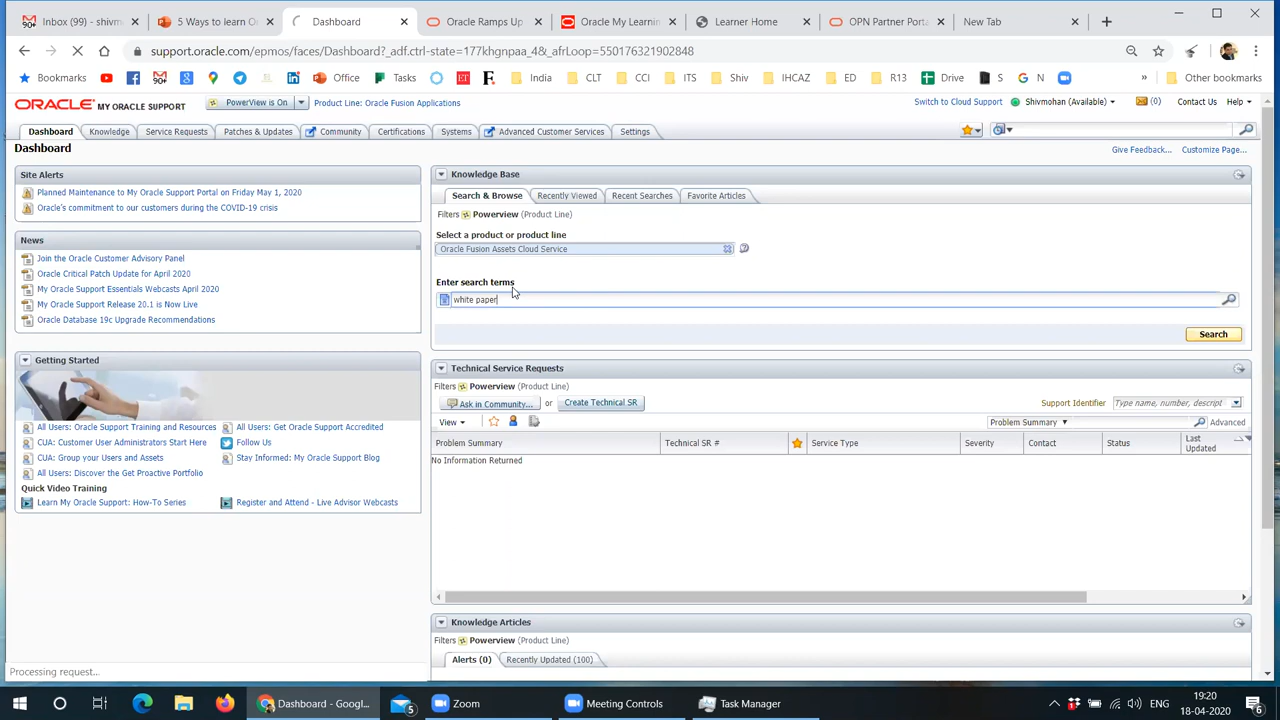 Inbox (99) - shivm
5 Ways to learn O
Dashboard
Oracle Ramps Up
Oracle My Learnin
Learner Home
OPN Partner Porta
New Tab
support.oracle.com/epmos/faces/Dashboard?_adf.ctrl-state=177khgnpaa_4&_afrLoop=550176321902848
Bookmarks
90+
Office
Tasks
ET
F.
India
CLT
CCI
ITS
Shiv
IHCAZ
ED
R13
Drive
S
G N
»
Other bookmarks
ORACLE MY ORACLE SUPPORT
PowerView is On
Product Line: Oracle Fusion Applications
Switch to Cloud Support
Shivmohan (Available)
(0)
Contact Us
Help
Dashboard
Knowledge
Service Requests
Patches & Updates
Community
Certifications
Systems
Advanced Customer Services
Settings
Dashboard
Give Feedback...
Customize Page...
Site Alerts
Planned Maintenance to My Oracle Support Portal on Friday May 1, 2020
Oracle's commitment to our customers during the COVID-19 crisis
News
Join the Oracle Customer Advisory Panel
Oracle Critical Patch Update for April 2020
My Oracle Support Essentials Webcasts April 2020
My Oracle Support Release 20.1 is Now Live
Oracle Database 19c Upgrade Recommendations
Getting Started
All Users: Oracle Support Training and Resources
All Users: Get Oracle Support Accredited
CUA: Customer User Administrators Start Here
Follow Us
CUA: Group your Users and Assets
Stay Informed: My Oracle Support Blog
All Users: Discover the Get Proactive Portfolio
Quick Video Training
Learn My Oracle Support: How-To Series
Register and Attend - Live Advisor Webcasts
Knowledge Base
Search & Browse
Recently Viewed
Recent Searches
Favorite Articles
Filters Powerview (Product Line)
Select a product or product line
Oracle Fusion Assets Cloud Service
Enter search terms
white paper
Search
Technical Service Requests
Filters Powerview (Product Line)
Ask in Community...
or
Create Technical SR
Support Identifier
Type name, number, descript
View
Problem Summary
Advanced
Problem Summary
Technical SR #
Service Type
Severity
Contact
Status
Last Updated
No Information Returned
Knowledge Articles
Filters Powerview (Product Line)
Alerts (0)
Recently Updated (100)
Processing request...
Dashboard - Googl...
5
Zoom
Meeting Controls
Task Manager
ENG
19:20
18-04-2020
6